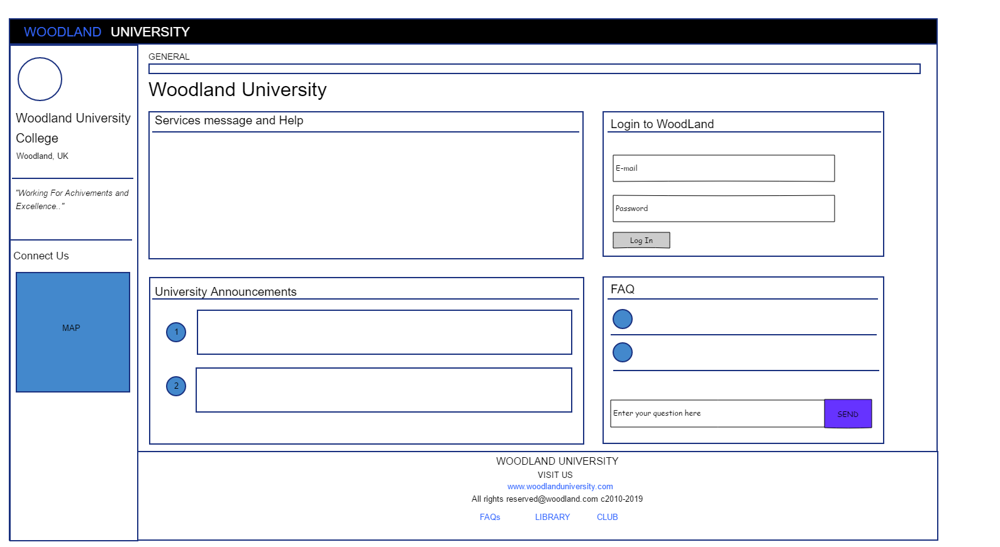 WOODLAND UNIVERSITY
Woodland University
College
Woodland, UK
"Working For Achivements and
Excellence.."
Connect Us
MAP
GENERAL
Woodland University
Services message and Help
Login to WoodLand
E-mail
Password
Log In
University Announcements
1
2
FAQ
Enter your question here
SEND
WOODLAND UNIVERSITY
VISIT US
www.woodlanduniversity.com
All rights reserved@woodland.com c2010-2019
FAQs LIBRARY CLUB